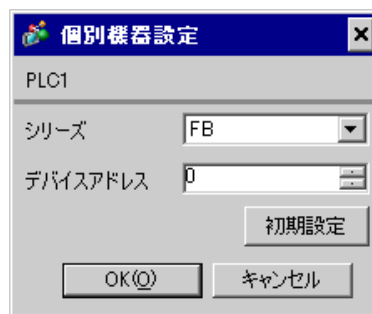 個別機器設定
PLC1
シリーズ FB
デバイスアドレス 0
初期設定
OK(O) キャンセル